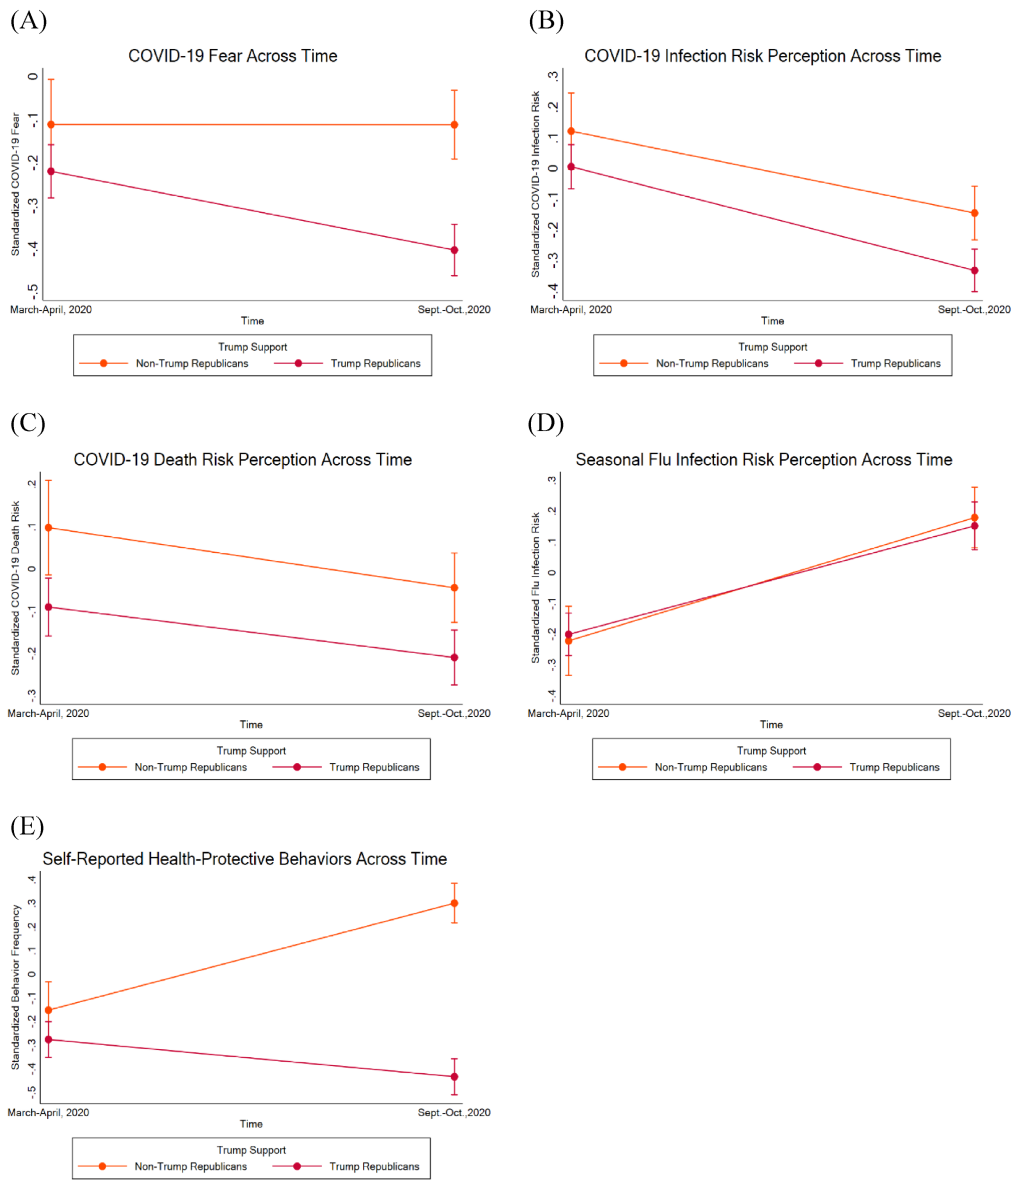 (A)
COVID-19 Fear Across Time
Standardized COVID-19 Fear
0
-.1
-.2
-.3
-.4
-.5
March-April, 2020
Sept.-Oct.,2020
Time
Trump Support
Non-Trump Republicans
Trump Republicans
(B)
COVID-19 Infection Risk Perception Across Time
Standardized COVID-19 Infection Risk
.3
.2
.1
0
-.1
-.2
-.3
-.4
March-April, 2020
Sept.-Oct.,2020
Time
Trump Support
Non-Trump Republicans
Trump Republicans
(C)
COVID-19 Death Risk Perception Across Time
Standardized COVID-19 Death Risk
.2
.1
0
-.1
-.2
-.3
March-April, 2020
Sept.-Oct.,2020
Time
Trump Support
Non-Trump Republicans
Trump Republicans
(D)
Seasonal Flu Infection Risk Perception Across Time
Standardized Flu Infection Risk
.3
.2
.1
0
-.1
-.2
-.3
-.4
March-April, 2020
Sept.-Oct.,2020
Time
Trump Support
Non-Trump Republicans
Trump Republicans
(E)
Self-Reported Health-Protective Behaviors Across Time
Standardized Behavior Frequency
.4
.3
.2
.1
0
-.1
-.2
-.3
-.4
-.5
March-April, 2020
Sept.-Oct.,2020
Time
Trump Support
Non-Trump Republicans
Trump Republicans